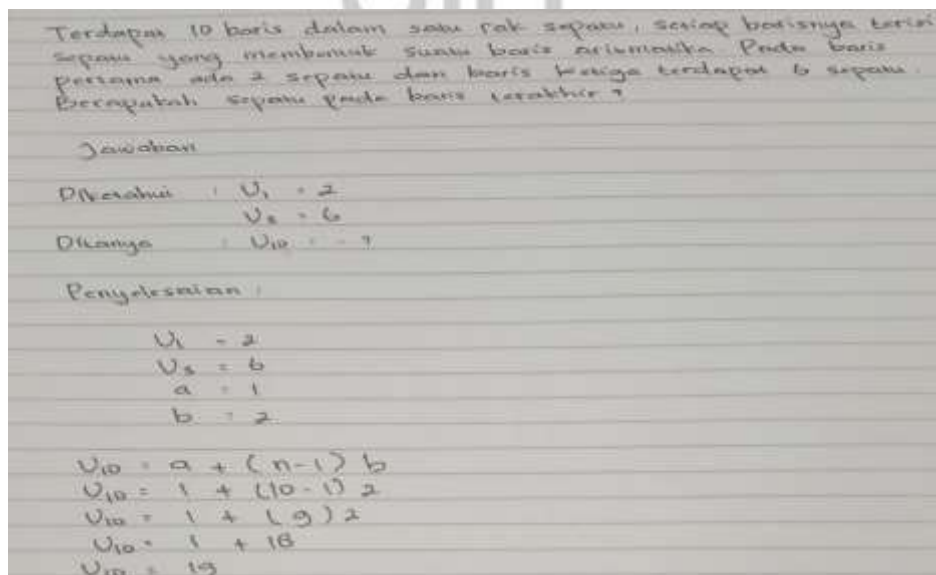 Terdapat 10 baris dalam satu rak sepatu, setiap barisnya terisi
sepatu yang membentuk suatu baris aritmatika Pada baris
pertama ada 2 sepatu dan baris ketiga terdapat 6 sepatu.
Berapakah sepatu pada baris terakhir ?
Jawaban
Diketahui : U1 = 2
U3 = 6
Ditanya : U10 = - ?
Penyelesaian :
U1 = 2
U3 = 6
a = 1
b = 2
U10 = a + (n-1) b
U10 = 1 + (10-1) 2
U10 = 1 + (9) 2
U10 = 1 + 18
U10 = 19